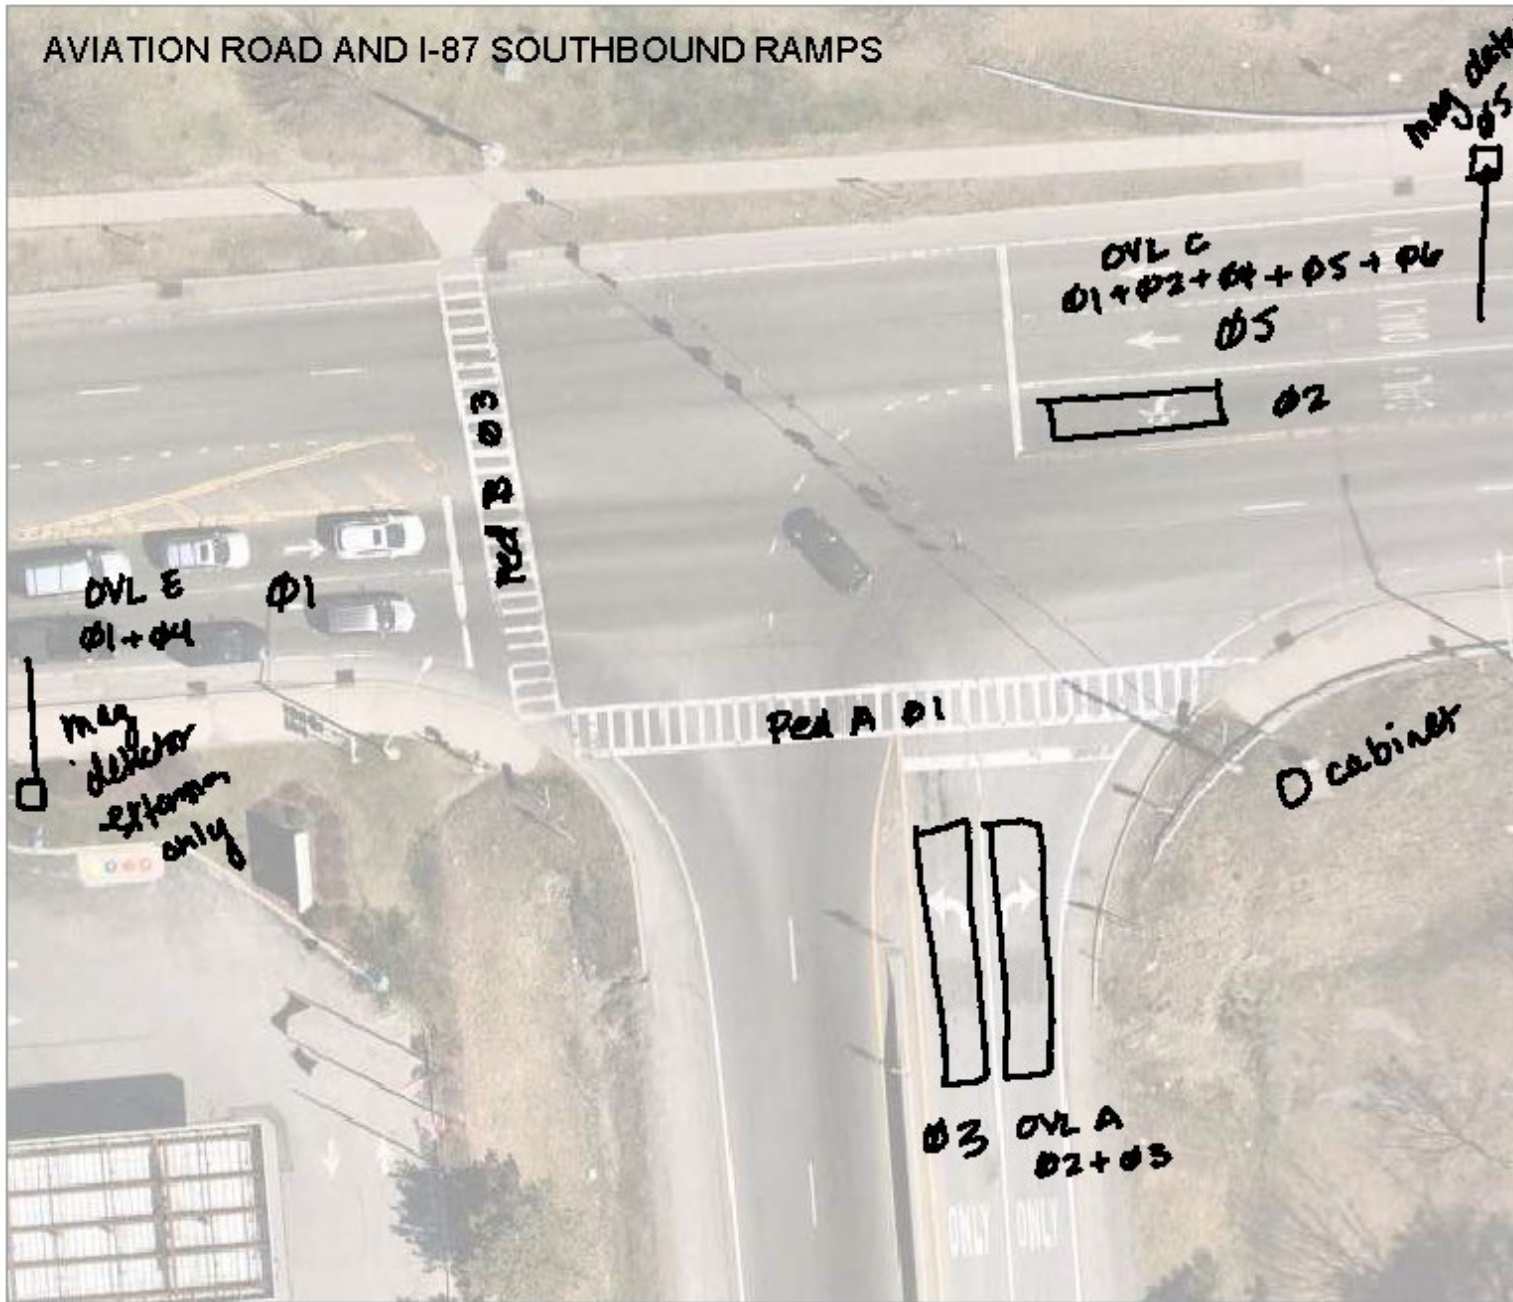 AVIATION ROAD AND I-87 SOUTHBOUND RAMPS
mag
Ø5
OVL C
Ø1+Ø2+Ø4+Ø5+Ø6
Ø5
Ø2
ONLY
Ped B Ø3
OVL E
Ø1+Ø4
Ø1
mag
detector
extension
only
Ped A Ø1
cabinet
Ø3
OVL A
Ø2+Ø3
ONLY
ONLY